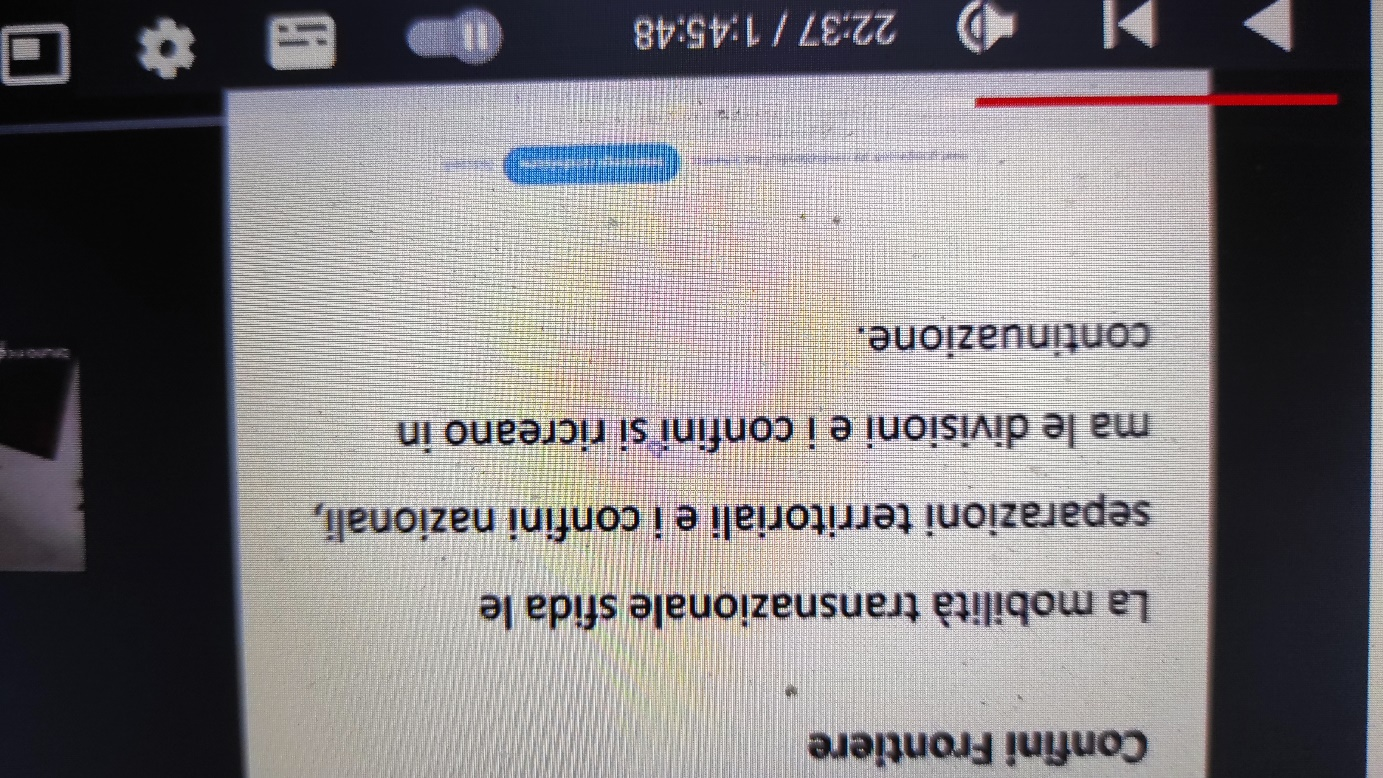 Confini Frontiere
La mobilità transnazionale sfida le
separazioni territoriali e i confini nazionali,
ma le divisioni e i confini si ricreano in
continuazione.
22:37 / 1:45:48